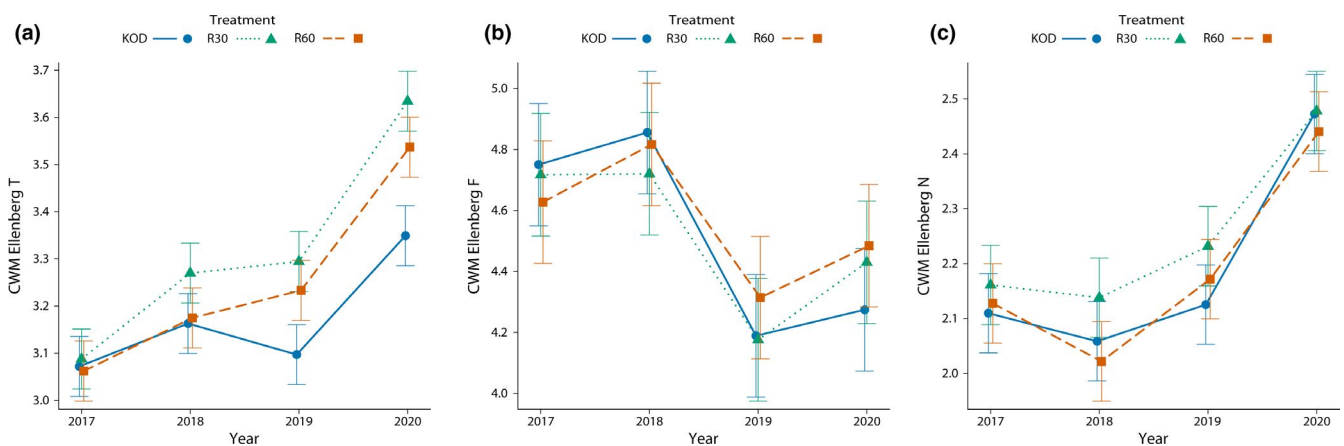 (a)
Treatment
KOD R30 R60
CWM Ellenberg T
3.7
3.6
3.5
3.4
3.3
3.2
3.1
3.0
2017 2018 2019 2020
Year
(b)
Treatment
KOD R30 R60
CWM Ellenberg F
5.0
4.8
4.6
4.4
4.2
4.0
2017 2018 2019 2020
Year
(c)
Treatment
KOD R30 R60
CWM Ellenberg N
2.5
2.4
2.3
2.2
2.1
2.0
2017 2018 2019 2020
Year